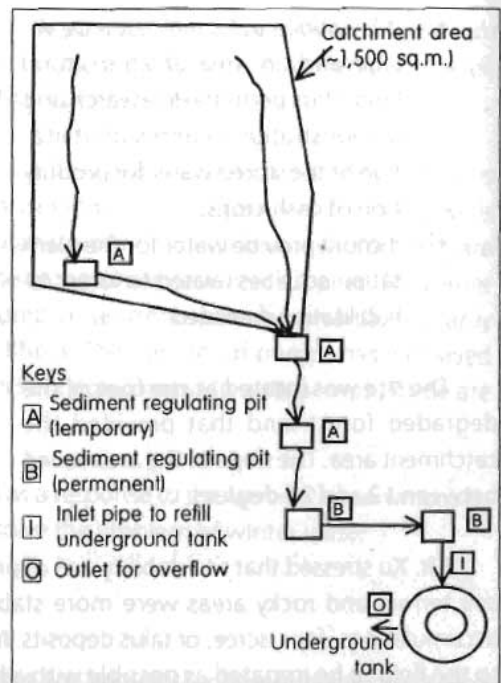 Catchment area
(~1,500 sq.m.)
A
A
A
B
B
I
O
Underground
tank
Keys
A Sediment regulating pit
(temporary)
B Sediment regulating pit
(permanent)
I Inlet pipe to refill
underground tank
O Outlet for overflow